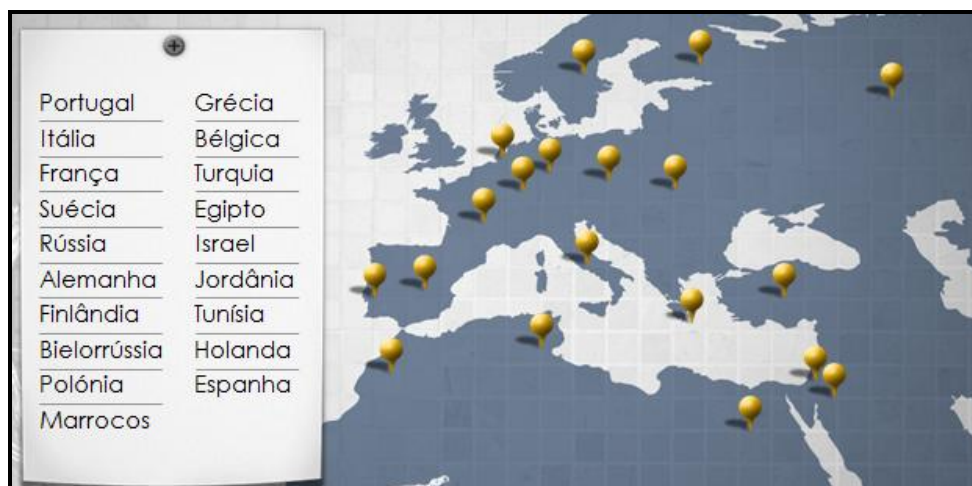 Portugal
Itália
França
Suécia
Rússia
Alemanha
Finlândia
Bielorrússia
Polónia
Marrocos
Grécia
Bélgica
Turquia
Egipto
Israel
Jordânia
Tunísia
Holanda
Espanha